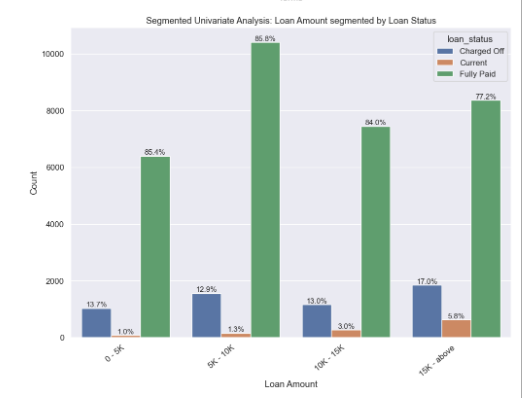 Segmented Univariate Analysis: Loan Amount segmented by Loan Status
loan_status
Charged Off
Current
Fully Paid
Count
10000
8000
6000
4000
2000
0
13.7%
1.0%
85.4%
12.9%
1.3%
85.8%
13.0%
3.0%
84.0%
17.0%
5.8%
77.2%
0 - 5K
5K - 10K
10K - 15K
15K - above
Loan Amount